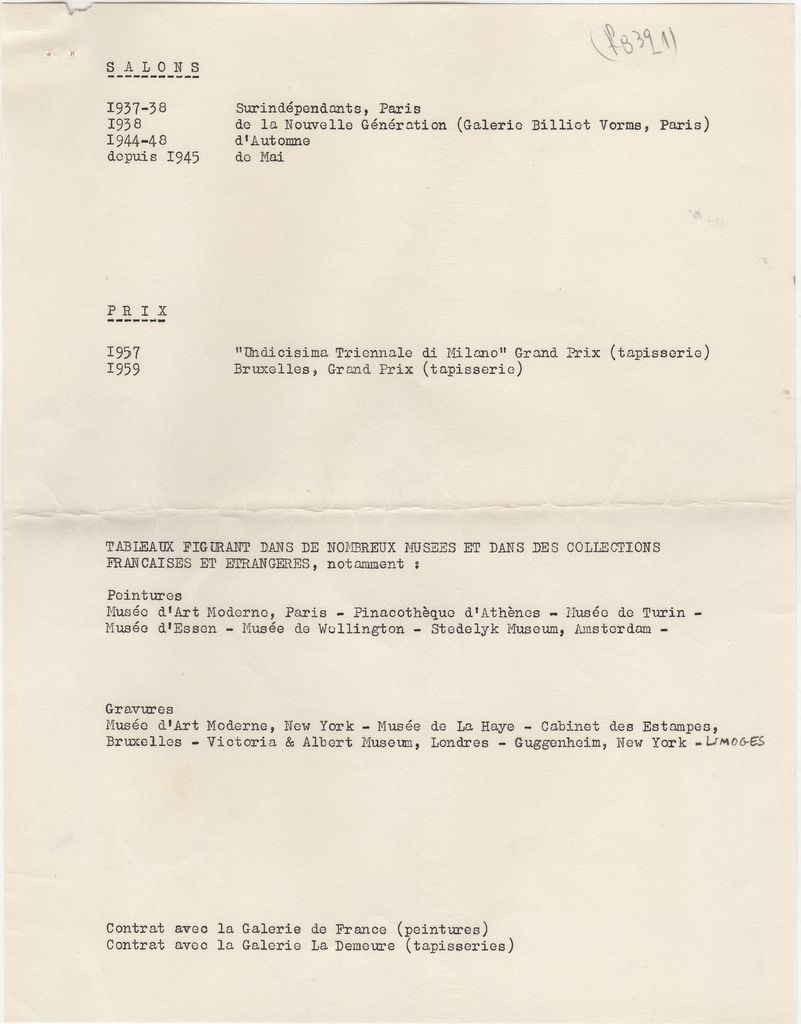 (f8391)
SALONS
1937-38 Surindépendants, Paris
1938 de la Nouvelle Génération (Galerie Billiet Vorms, Paris)
1944-48 d'Automne
depuis 1945 de Mai
PRIX
1957 "Undicisima Triennale di Milano" Grand Prix (tapisserie)
1959 Bruxelles, Grand Prix (tapisserie)
TABLEAUX FIGURANT DANS DE NOMBREUX MUSEES ET DANS DES COLLECTIONS
FRANCAISES ET ETRANGERES, notamment :
Peintures
Musée d'Art Moderne, Paris - Pinacothèque d'Athènes - Musée de Turin -
Musée d'Essen - Musée de Wellington - Stedelyk Museum, Amsterdam -
Gravures
Musée d'Art Moderne, New York - Musée de La Haye - Cabinet des Estampes,
Bruxelles - Victoria & Albert Museum, Londres - Guggenheim, New York - LIMOGES
Contrat avec la Galerie de France (peintures)
Contrat avec la Galerie La Demeure (tapisseries)